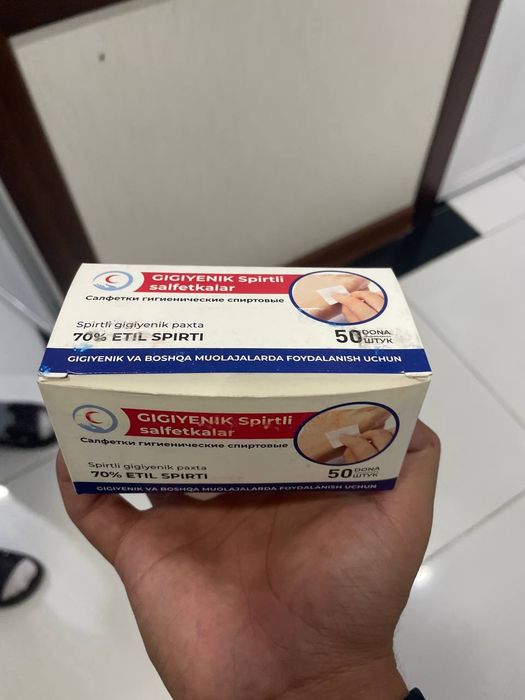 GIGIYENIK Spirtli
salfetkalar
Салфетки гигиенические спиртовые
Spirtli gigiyenik paxta
70% ETIL SPIRTI
50 DONA
ШТУК
GIGIYENIK VA BOSHQA MUOLAJALARDA FOYDALANISH UCHUN
GIGIYENIK Spirtli
salfetkalar
Салфетки гигиенические спиртовые
Spirtli gigiyenik paxta
70% ETIL SPIRTI
50 DONA
ШТУК
GIGIYENIK VA BOSHQA MUOLAJALARDA FOYDALANISH UCHUN